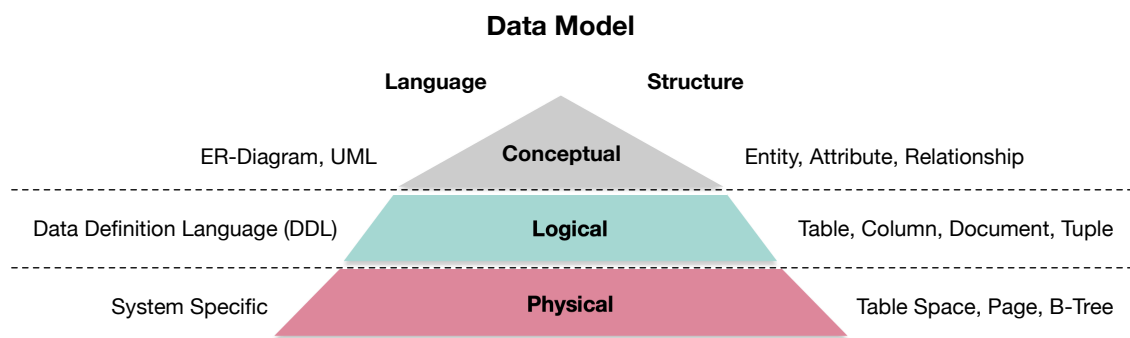 Data Model
Language Structure
ER-Diagram, UML Conceptual Entity, Attribute, Relationship
Data Definition Language (DDL) Logical Table, Column, Document, Tuple
System Specific Physical Table Space, Page, B-Tree